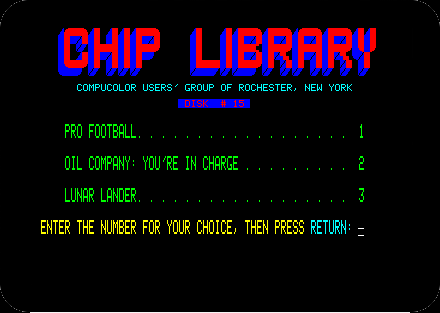 CHIP LIBRARY
COMPUCOLOR USERS' GROUP OF ROCHESTER, NEW YORK
DISK # 15
PRO FOOTBALL. . . . . . . . . . . . . . . . . . 1
OIL COMPANY: YOU'RE IN CHARGE . . . . . . . . . 2
LUNAR LANDER. . . . . . . . . . . . . . . . . . 3
ENTER THE NUMBER FOR YOUR CHOICE, THEN PRESS RETURN: _